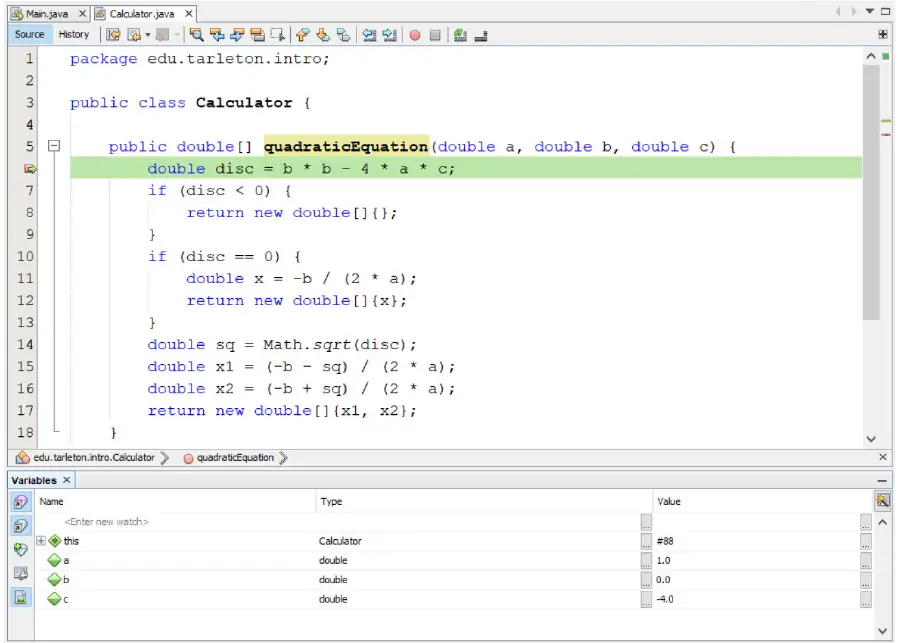 Main.java Calculator.java
Source History
1 package edu.tarleton.intro;
2
3 public class Calculator {
4
5 public double[] quadraticEquation(double a, double b, double c) {
double disc = b * b - 4 * a * c;
7 if (disc < 0) {
8 return new double[]{};
9 }
10 if (disc == 0) {
11 double x = -b / (2 * a);
12 return new double[]{x};
13 }
14 double sq = Math.sqrt(disc);
15 double x1 = (-b - sq) / (2 * a);
16 double x2 = (-b + sq) / (2 * a);
17 return new double[]{x1, x2};
18 }
edu.tarleton.intro.Calculator quadraticEquation
Variables
Name Type Value
<Enter new watch> ... ...
this Calculator ... #88 ...
a double ... 1.0 ...
b double ... 0.0 ...
c double ... -4.0 ...